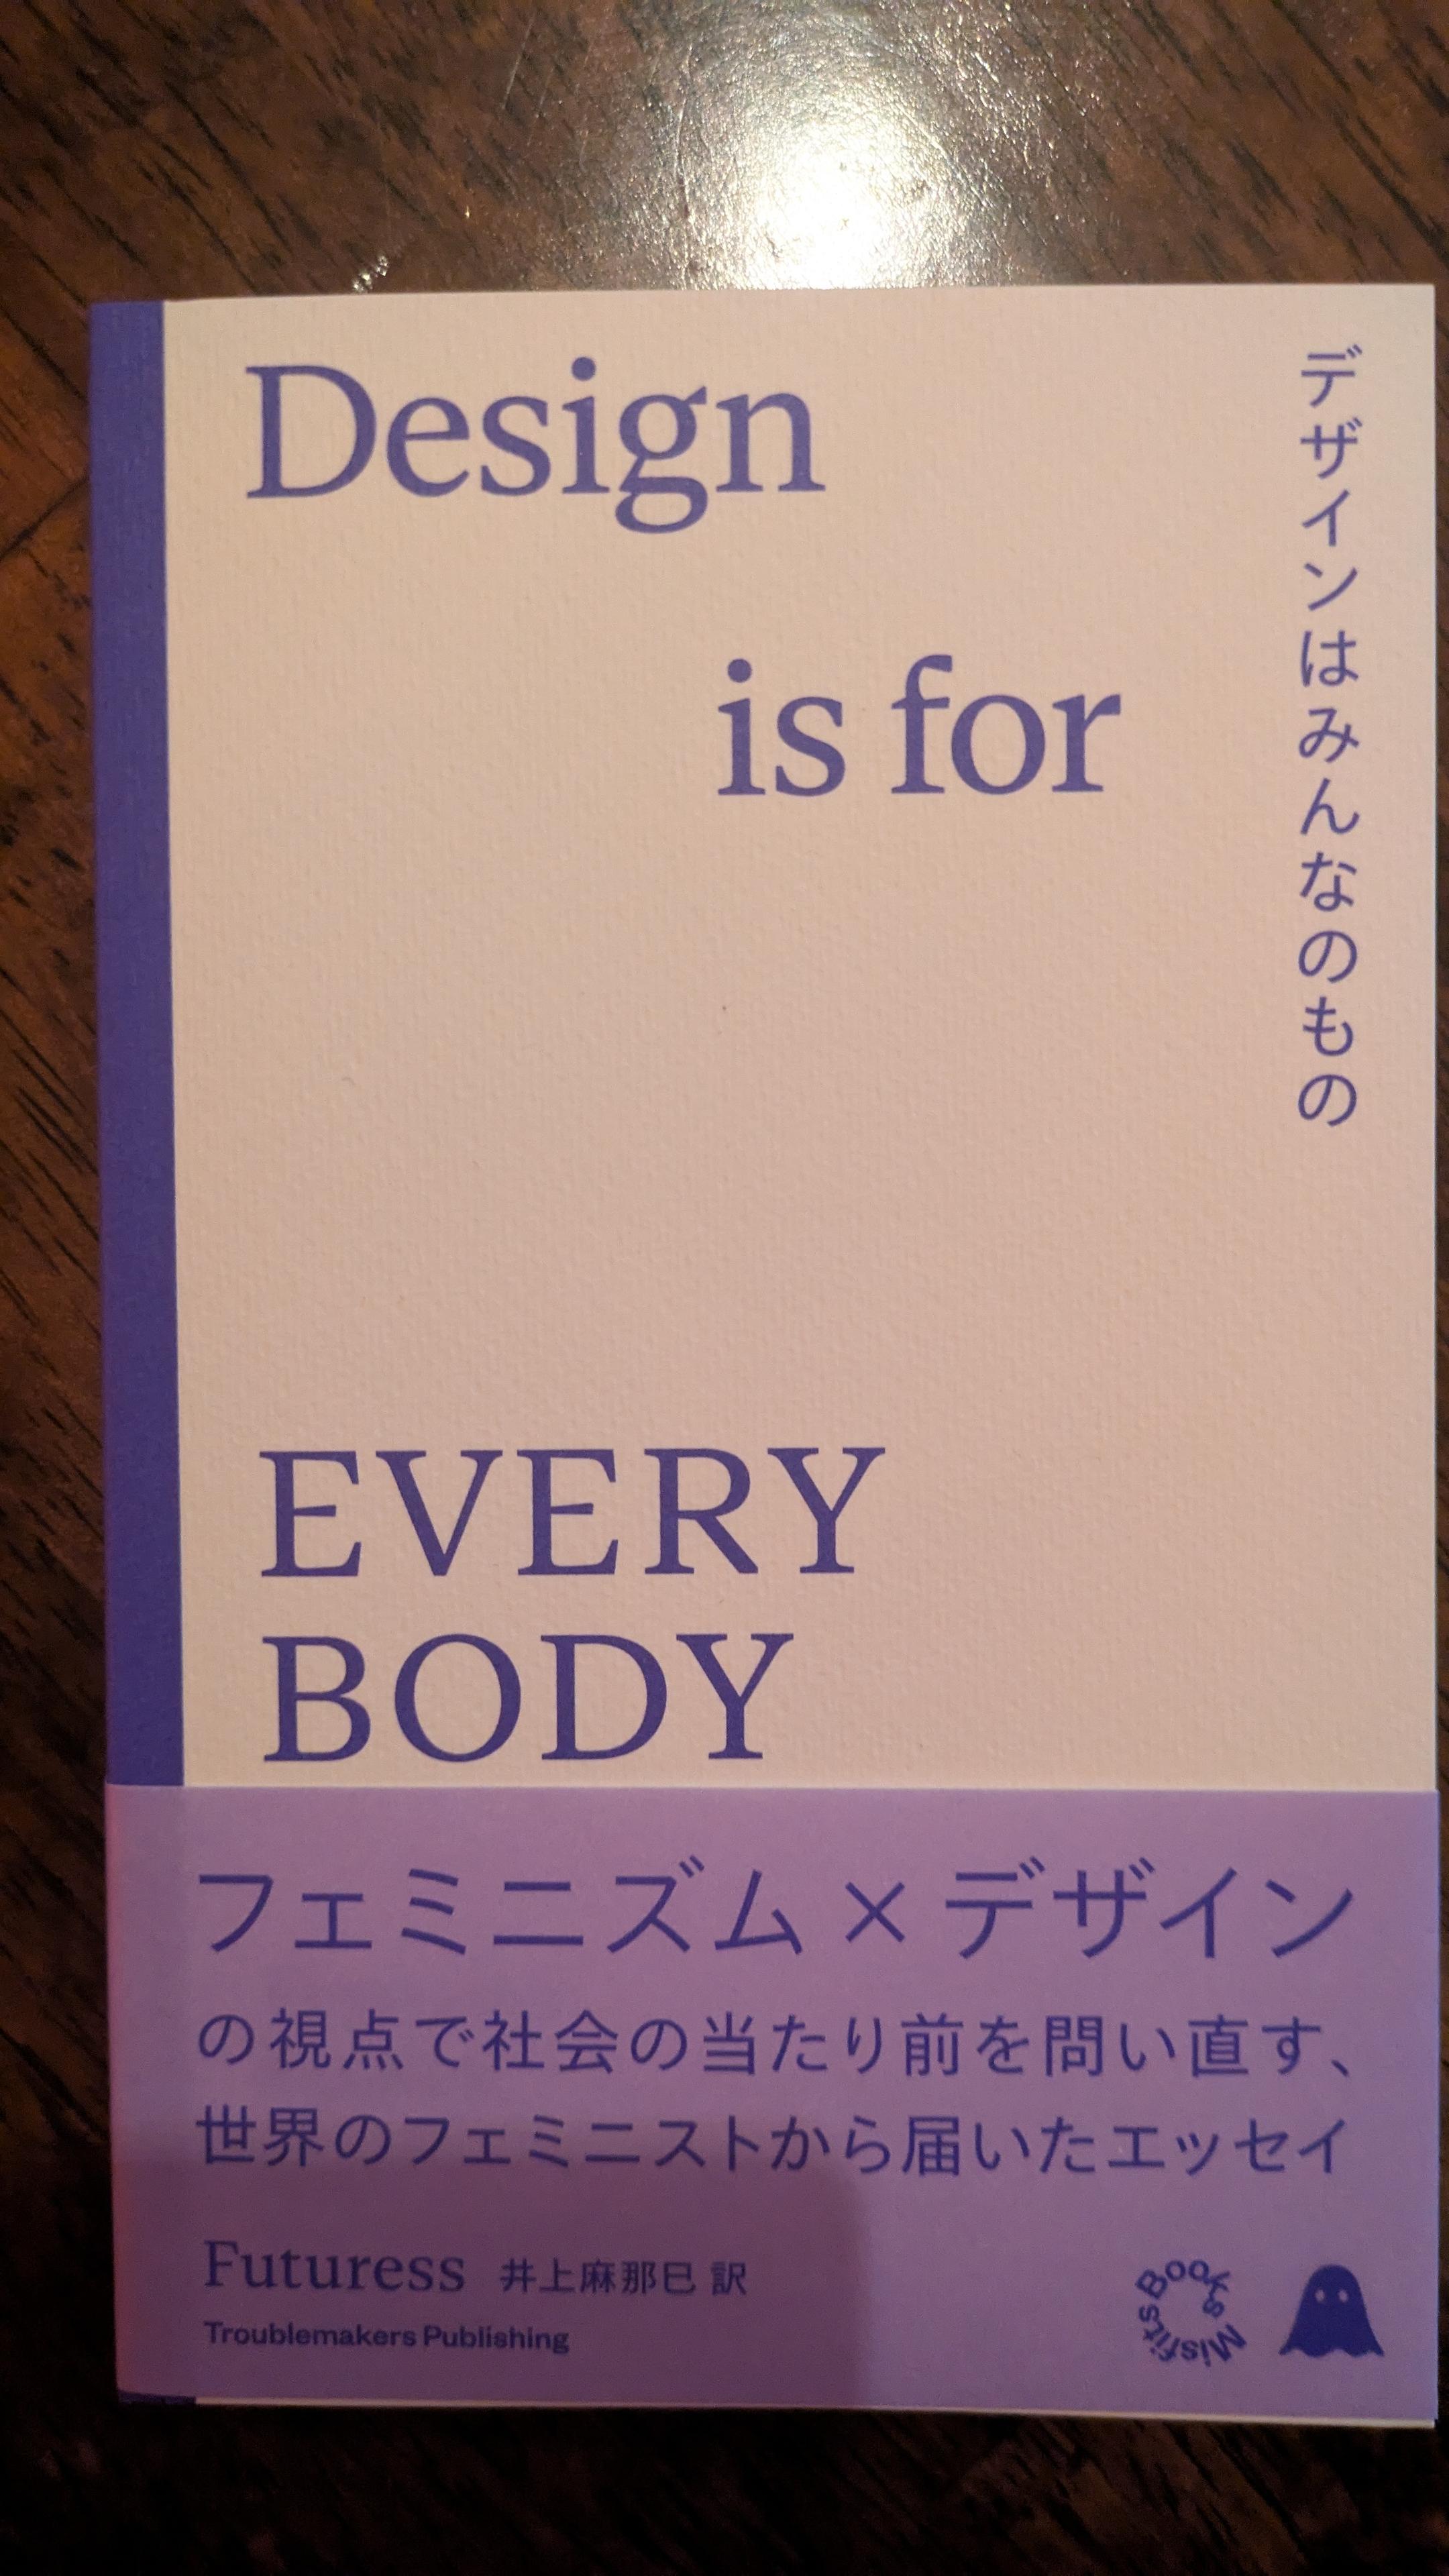 Design
is for
EVERY
BODY
デザインはみんなのもの
フェミニズム×デザイン
の視点で社会の当たり前を問い直す、
世界のフェミニストから届いたエッセイ
Futuress 井上麻那巳 訳
Troublemakers Publishing
Misfits Books